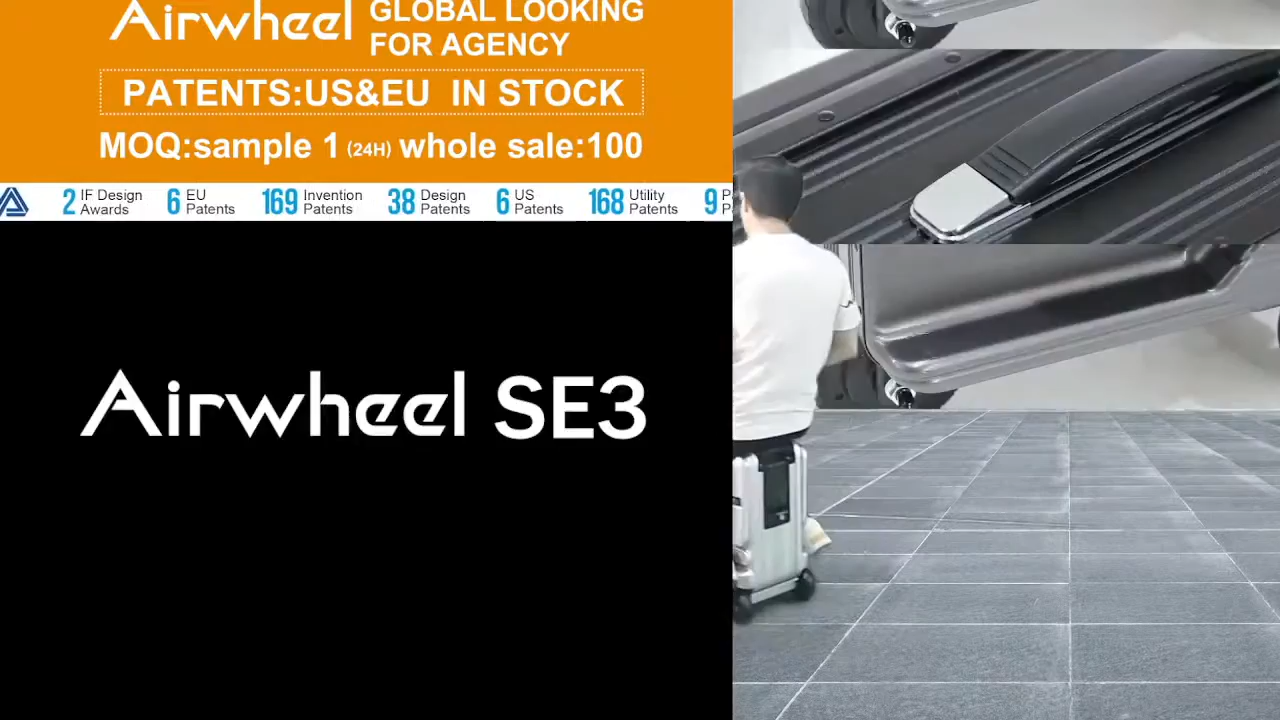 Airwheel
GLOBAL LOOKING
FOR AGENCY
PATENTS:US&EU IN STOCK
MOQ:sample 1 (24H) whole sale:100
2 IF Design Awards
6 EU Patents
169 Invention Patents
38 Design Patents
6 US Patents
168 Utility Patents
9
Airwheel SE3